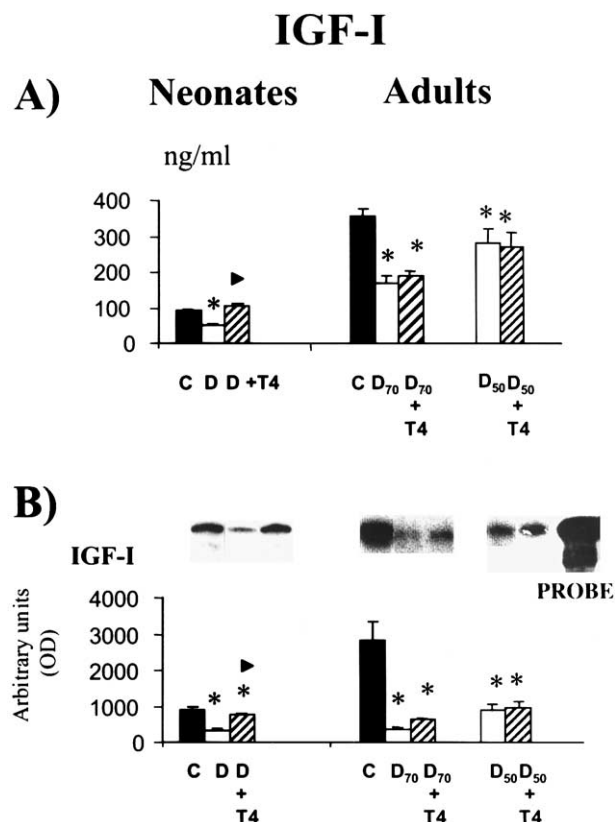 IGF-I
A) Neonates Adults
ng/ml
400
300
200
100
0
* ▶ * * * *
C D D +T4 C D70 D70 + T4 D50 D50 + T4
B)
IGF-I
PROBE
Arbitrary units (OD)
4000
3000
2000
1000
0
* ▶ * * * * *
C D D + T4 C D70 D70 + T4 D50 D50 + T4